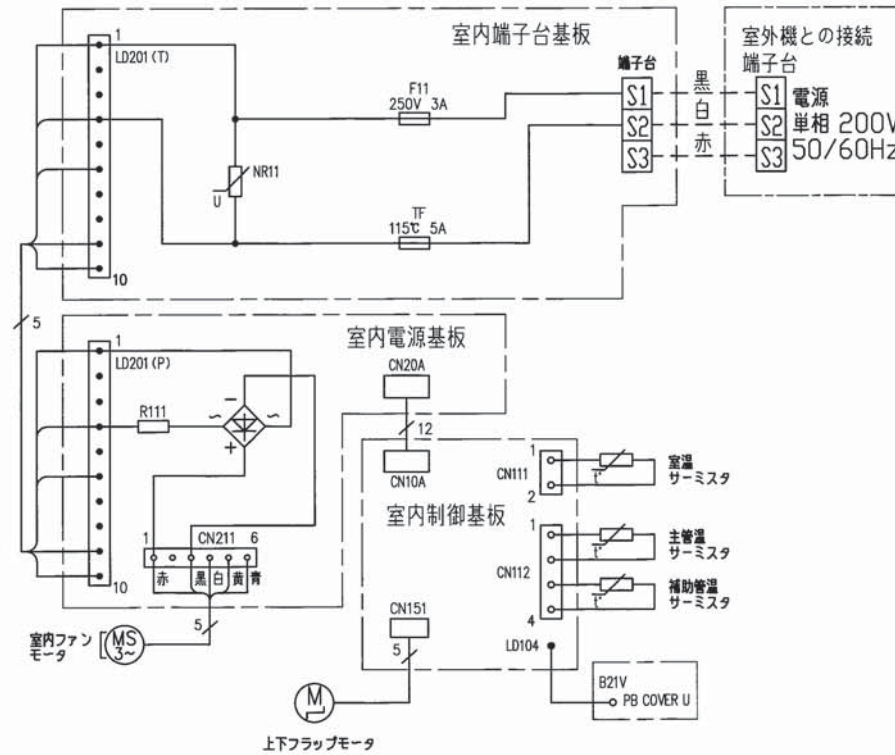 室内端子台基板
1
LD201(T)
10
F11
250V 3A
NR11
U
TF
115℃ 5A
端子台
S1
S2
S3
黒
白
赤
室外機との接続
端子台
S1
S2
S3
電源
単相 200V
50/60Hz
5
室内電源基板
1
LD201(P)
10
R111
~
~
−
+
CN20A
12
CN10A
室内制御基板
1
CN211
6
赤
黒
白
黄
青
5
室内ファン
モータ
MS
3~
CN111
1
2
t°
室温
サーミスタ
CN112
1
4
t°
主管温
サーミスタ
t°
補助管温
サーミスタ
CN151
5
M
上下フラップモータ
LD104
B21V
PB COVER U